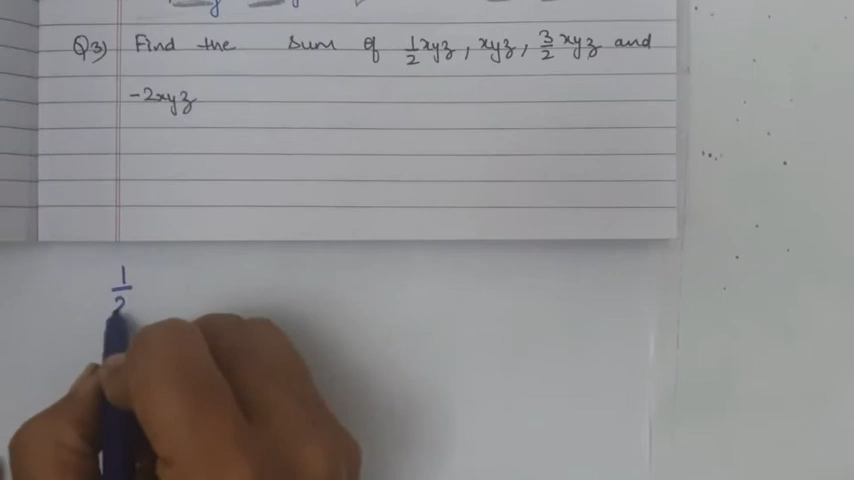 Q3) Find the sum of 1/2 xyz, xyz, 3/2 xyz and
-2xyz
1/2